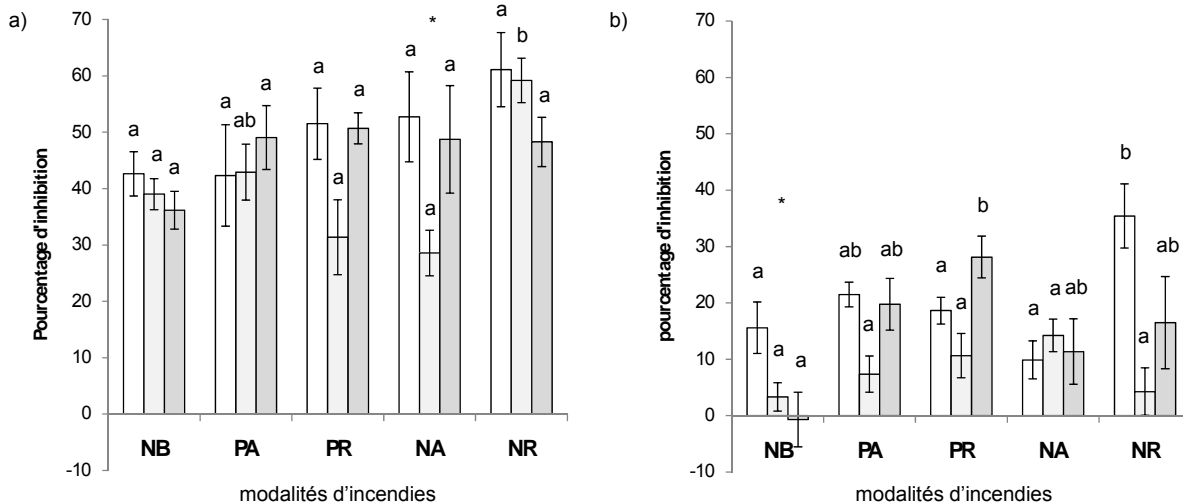 a)
Pourcentage d'inhibition
70
60
50
40
30
20
10
0
-10
a a a
a ab a
a a a
a * a a
a b a
NB PA PR NA NR
modalités d'incendies
b)
pourcentage d'inhibition
70
60
50
40
30
20
10
0
-10
a * a a
ab a ab
a a b
a a ab
b a ab
NB PA PR NA NR
modalités d'incendies